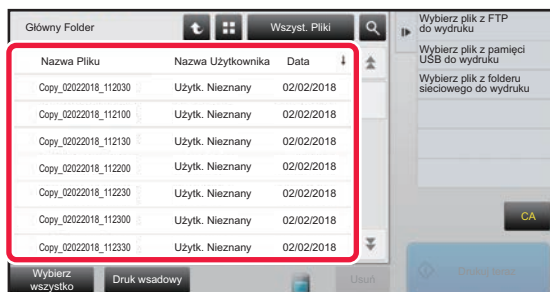 Główny Folder
Wszyst. Pliki
Nazwa Pliku Nazwa Użytkownika Data
Copy_02022018_112030 Użytk. Nieznany 02/02/2018
Copy_02022018_112100 Użytk. Nieznany 02/02/2018
Copy_02022018_112130 Użytk. Nieznany 02/02/2018
Copy_02022018_112200 Użytk. Nieznany 02/02/2018
Copy_02022018_112230 Użytk. Nieznany 02/02/2018
Copy_02022018_112300 Użytk. Nieznany 02/02/2018
Copy_02022018_112330 Użytk. Nieznany 02/02/2018
Wybierz
wszystko
Druk wsadowy
Usuń
Wybierz plik z FTP
do wydruku
Wybierz plik z pamięci
USB do wydruku
Wybierz plik z folderu
sieciowego do wydruku
CA